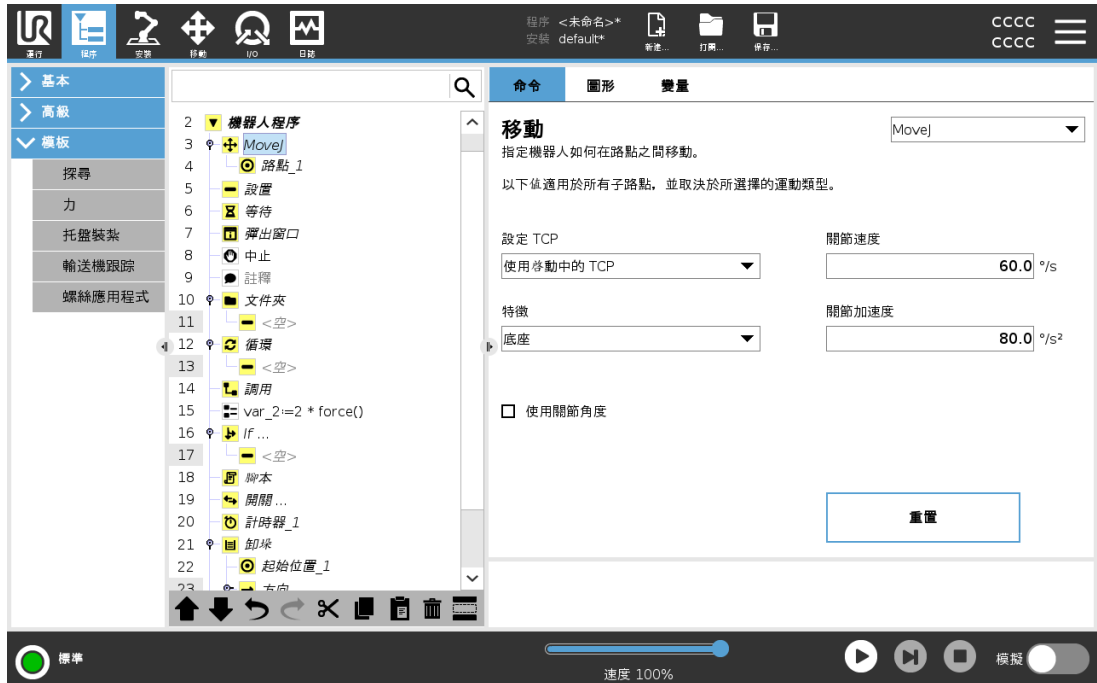 UR
程序 <未命名>*
安裝 default*
CCCC
CCCC
運行
程序
安裝
移動
I/O
日誌
新建...
打開...
保存...
基本
高級
模板
探尋
力
托盤裝紮
輸送機跟踪
螺絲應用程式
2 機器人程序
3 MoveJ
4 路點_1
5 設置
6 等待
7 彈出窗口
8 中止
9 註釋
10 文件夾
11 <空>
12 循環
13 <空>
14 調用
15 var_2:=2 * force()
16 If ...
17 <空>
18 腳本
19 開關 ...
20 計時器_1
21 卸垛
22 起始位置_1
23 方向
命令
圖形
變量
移動
MoveJ
指定機器人如何在路點之間移動。
以下值適用於所有子路點，並取決於所選擇的運動類型。
設定 TCP
關節速度
使用啓動中的 TCP
60.0 °/s
特徵
關節加速度
底座
80.0 °/s²
使用關節角度
重置
標準
速度 100%
模擬